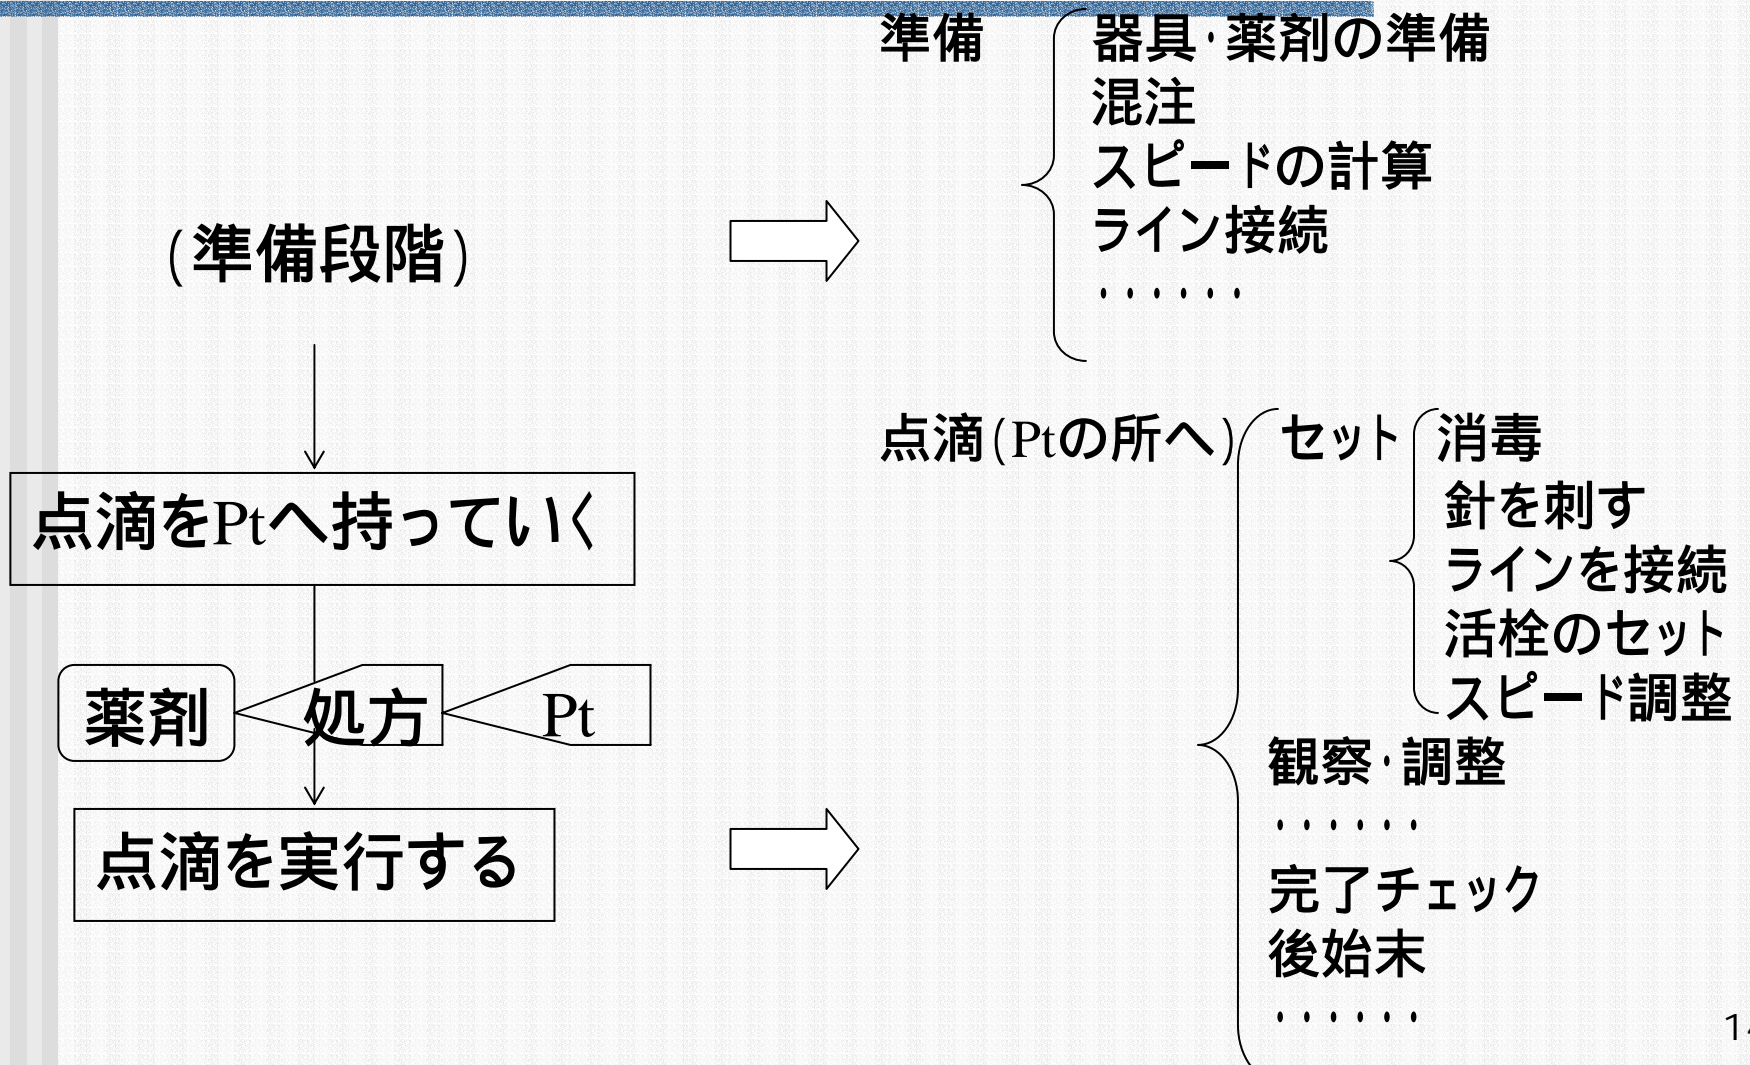 (準備段階)
点滴をPtへ持っていく
薬剤
処方
Pt
点滴を実行する
準備
器具・薬剤の準備
混注
スピードの計算
ライン接続
・・・・・・
点滴(Ptの所へ)
セット
消毒
針を刺す
ラインを接続
活栓のセット
スピード調整
観察・調整
・・・・・・
完了チェック
後始末
・・・・・・